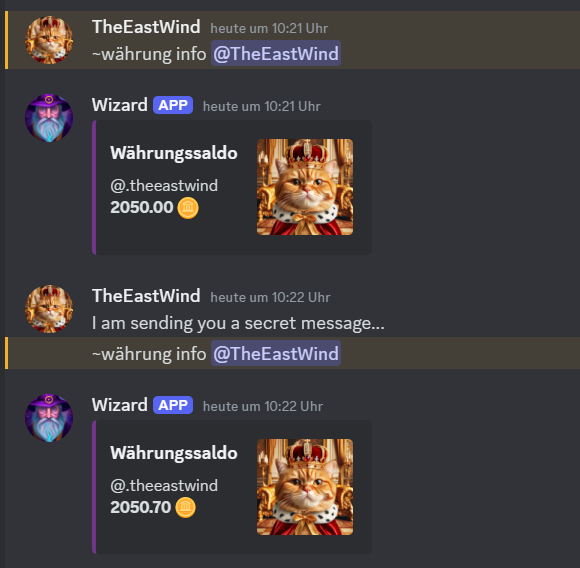 TheEastWind heute um 10:21 Uhr
~währung info @TheEastWind
Wizard APP heute um 10:21 Uhr
Währungssaldo
@.theeastwind
2050.00
TheEastWind heute um 10:22 Uhr
I am sending you a secret message...
~währung info @TheEastWind
Wizard APP heute um 10:22 Uhr
Währungssaldo
@.theeastwind
2050.70